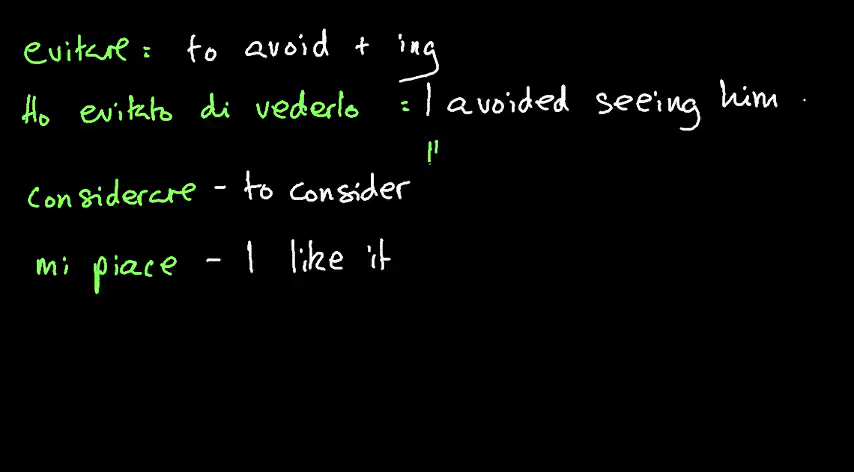 evitare = to avoid + ing
Ho evitato di vederlo = I avoided seeing him.
"
considerare - to consider
mi piace - I like it